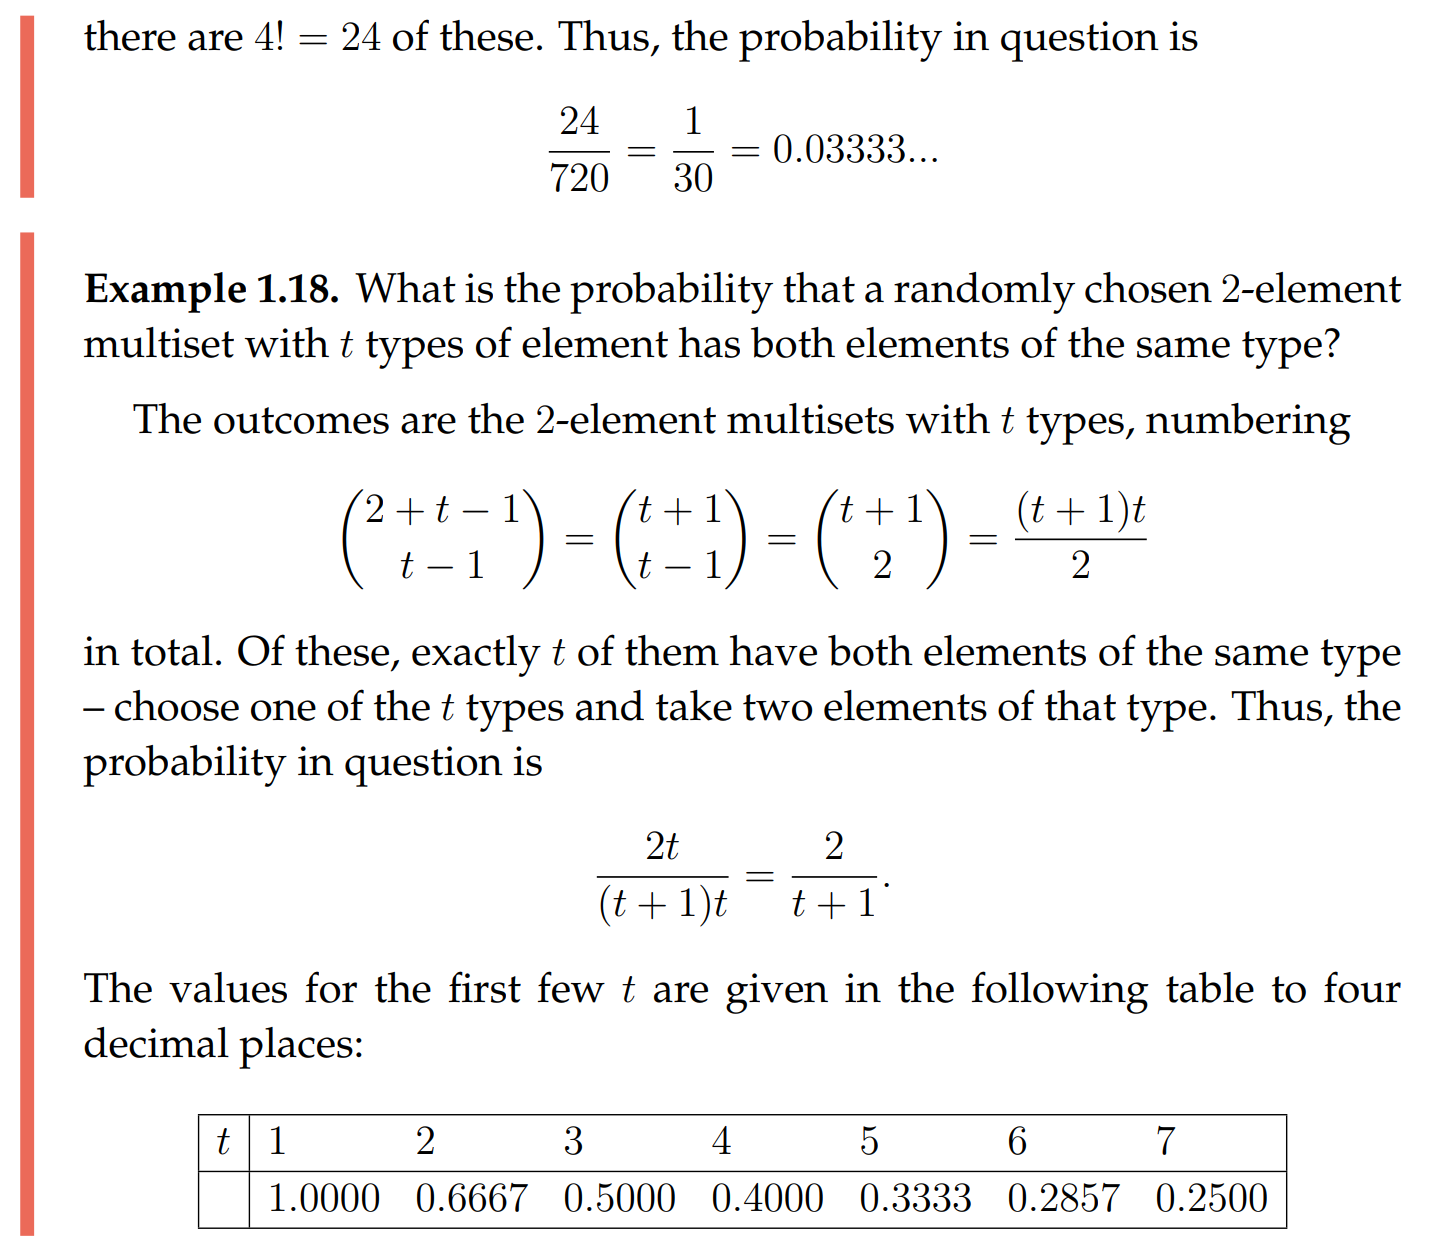 there are 4! = 24 of these. Thus, the probability in question is
24/720 = 1/30 = 0.03333...
Example 1.18. What is the probability that a randomly chosen 2-element
multiset with t types of element has both elements of the same type?
The outcomes are the 2-element multisets with t types, numbering
\binom{2 + t − 1}{t − 1} = \binom{t + 1}{t − 1} = \binom{t + 1}{2} = \frac{(t + 1)t}{2}
in total. Of these, exactly t of them have both elements of the same type
– choose one of the t types and take two elements of that type. Thus, the
probability in question is
\frac{2t}{(t + 1)t} = \frac{2}{t + 1}.
The values for the first few t are given in the following table to four
decimal places:
t 1 2 3 4 5 6 7
1.0000 0.6667 0.5000 0.4000 0.3333 0.2857 0.2500